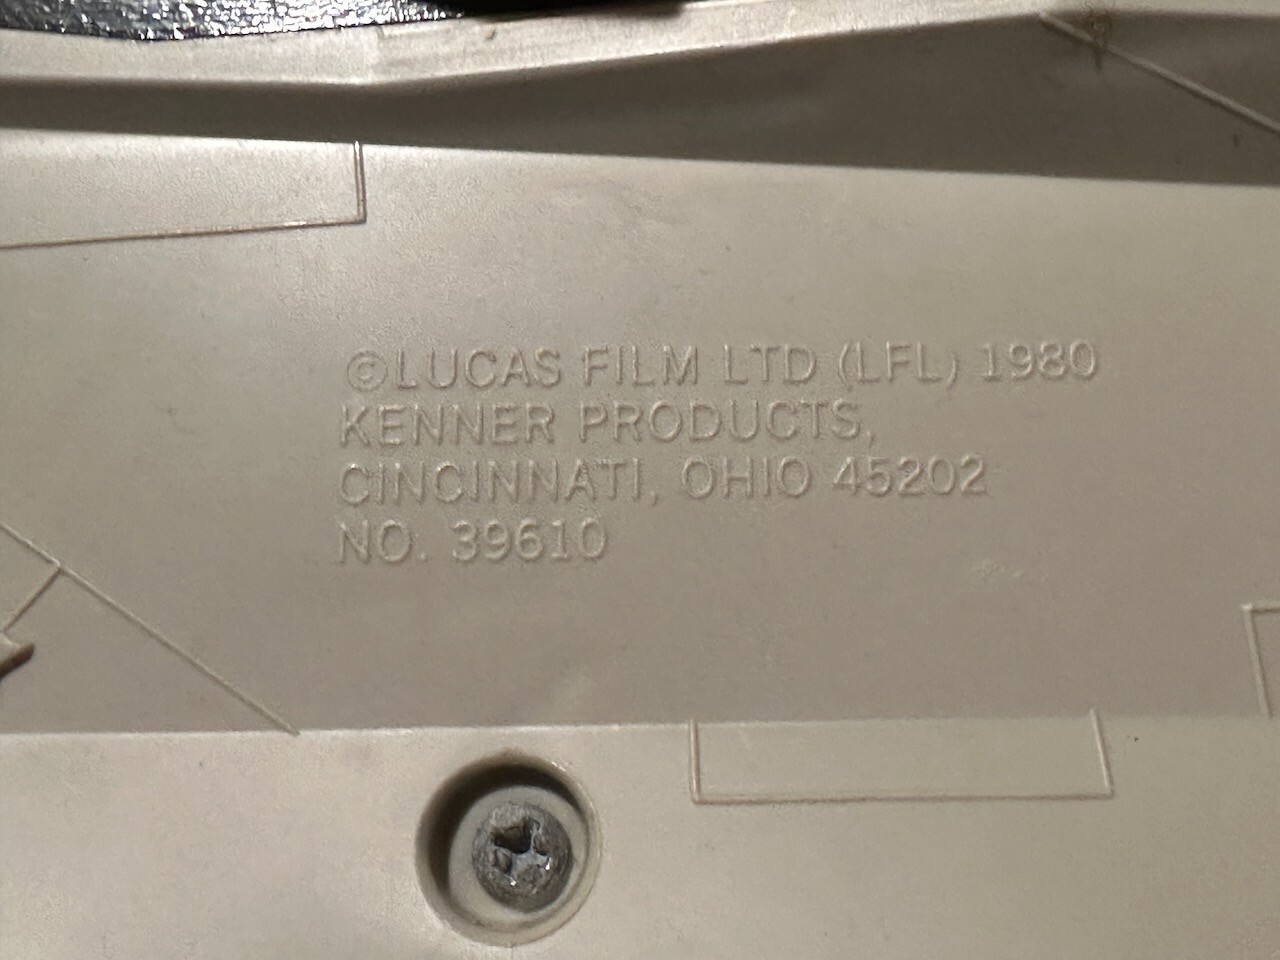 ©LUCAS FILM LTD (LFL) 1980
KENNER PRODUCTS,
CINCINNATI, OHIO 45202
NO. 39610